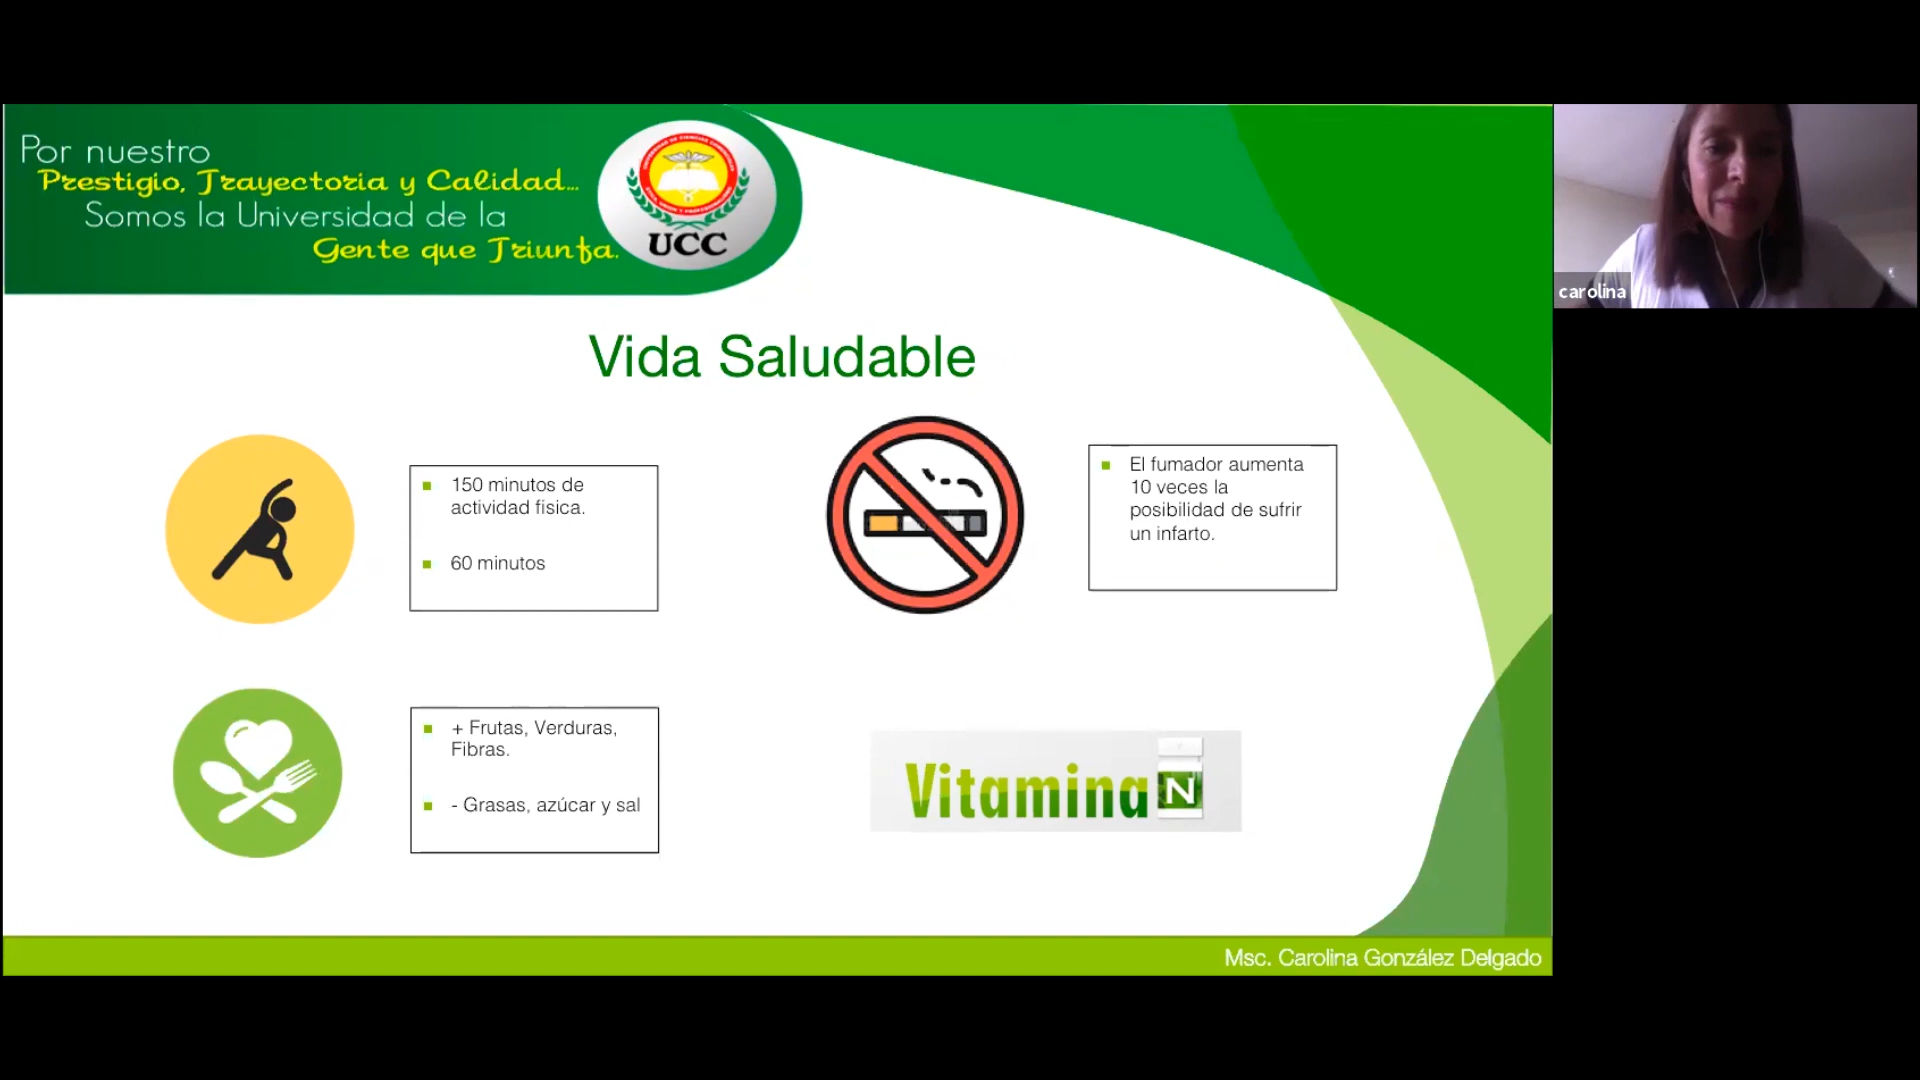 Por nuestro
Prestigio, Trayectoria y Calidad...
Somos la Universidad de la
Gente que Triunfa.
UCC
carolina
Vida Saludable
150 minutos de
actividad física.
60 minutos
El fumador aumenta
10 veces la
posibilidad de sufrir
un infarto.
+ Frutas, Verduras,
Fibras.
- Grasas, azúcar y sal
Vitamina N
Msc. Carolina González Delgado